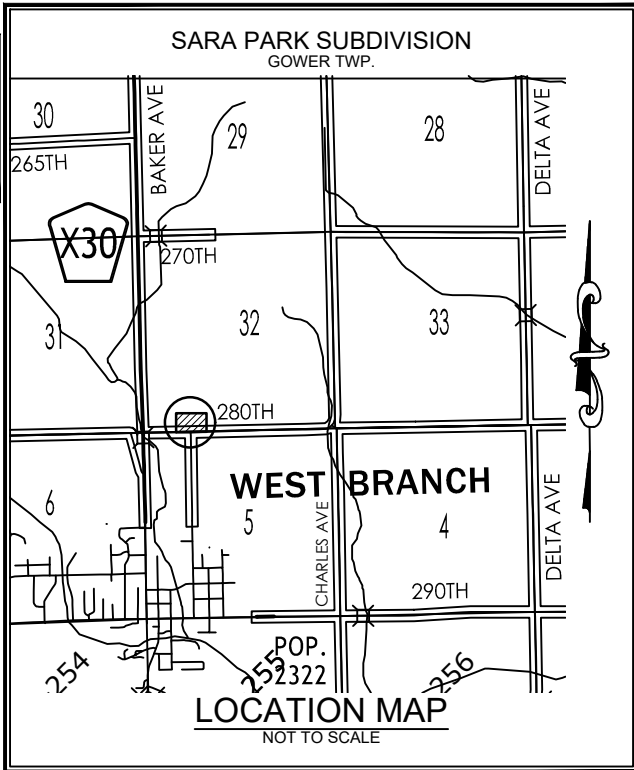 SARA PARK SUBDIVISION
GOWER TWP.
30
BAKER AVE
29
28
DELTA AVE
265TH
X30
270TH
31
32
33
280TH
WEST BRANCH
6
5
CHARLES AVE
4
DELTA AVE
290TH
254
255
POP.
2322
256
LOCATION MAP
NOT TO SCALE